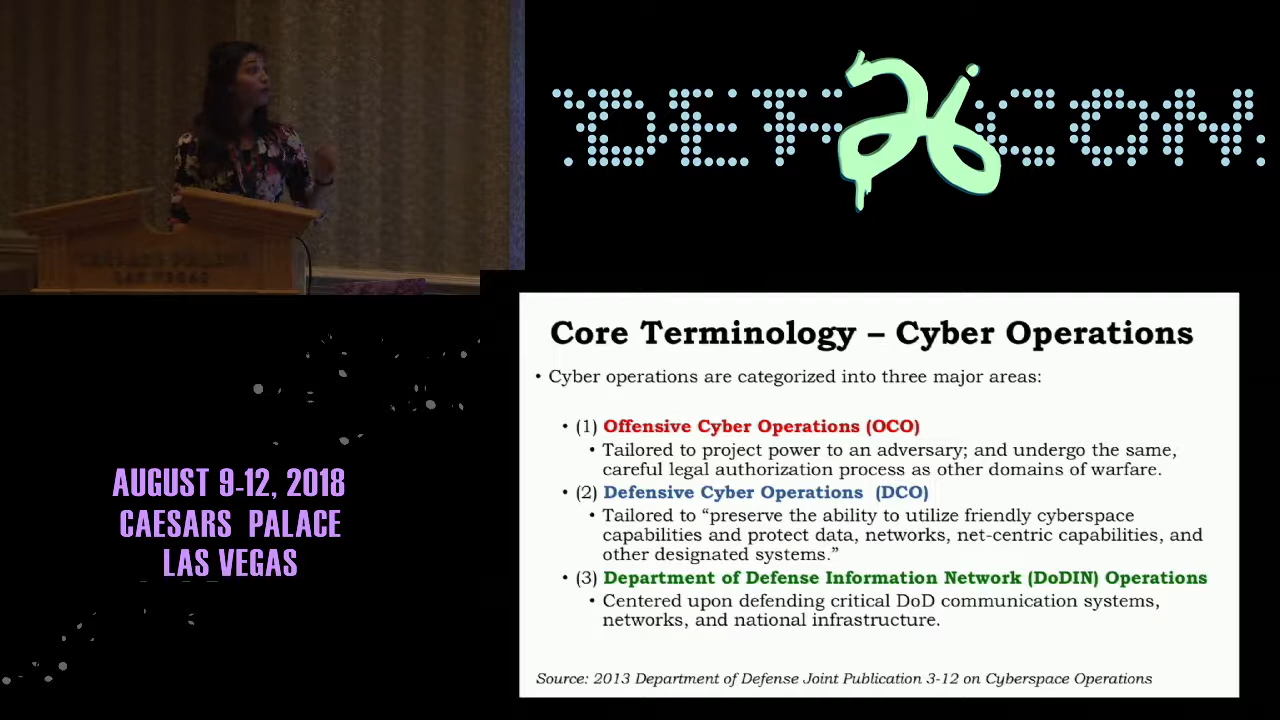 DEF 26 CON
AUGUST 9-12, 2018
CAESARS PALACE
LAS VEGAS
CAESARS PALACE
LAS VEGAS
Core Terminology – Cyber Operations
• Cyber operations are categorized into three major areas:
• (1) Offensive Cyber Operations (OCO)
• Tailored to project power to an adversary; and undergo the same,
careful legal authorization process as other domains of warfare.
• (2) Defensive Cyber Operations (DCO)
• Tailored to “preserve the ability to utilize friendly cyberspace
capabilities and protect data, networks, net-centric capabilities, and
other designated systems.”
• (3) Department of Defense Information Network (DoDIN) Operations
• Centered upon defending critical DoD communication systems,
networks, and national infrastructure.
Source: 2013 Department of Defense Joint Publication 3-12 on Cyberspace Operations